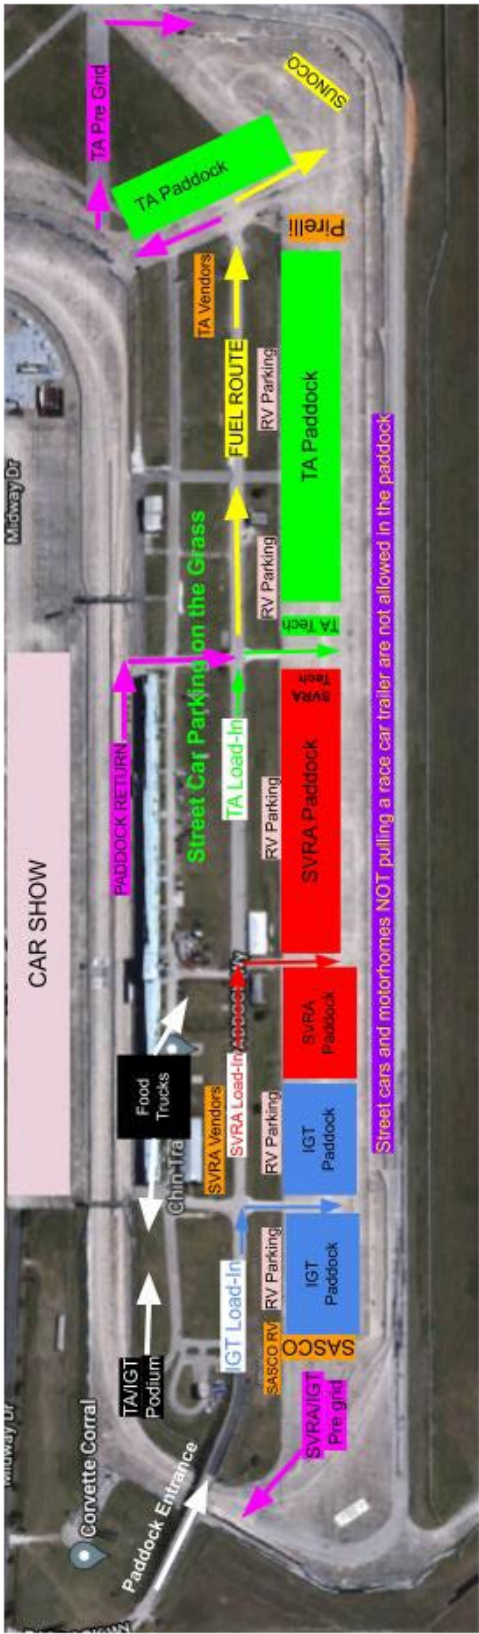 SUNOCO
TA Pre Grid
TA Paddock
Pirelli
TA Vendors
FUEL ROUTE
RV Parking
TA Paddock
Midway Dr
RV Parking
Street Car Parking on the Grass
TA Tech
SVRA
Tech
PADDOCK RETURN
TA Load-In
RV Parking
SVRA Paddock
Street cars and motorhomes NOT pulling a race car trailer are not allowed in the paddock
CAR SHOW
SVRA
Paddock
Food
Trucks
SVRA Load-In
SVRA Vendors
RV Parking
IGT
Paddock
Chin Tra
IGT Load-In
RV Parking
IGT
Paddock
SASCO RV
SASCO
TA/IGT
Podium
SVRA/IGT
Pre grid
Midway Dr
Corvette Corral
Paddock Entrance